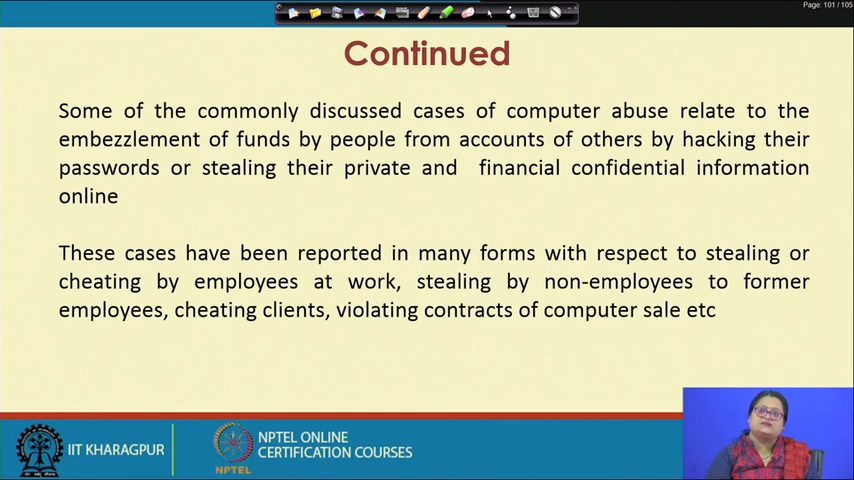 Page: 101 / 105
Continued
Some of the commonly discussed cases of computer abuse relate to the
embezzlement of funds by people from accounts of others by hacking their
passwords or stealing their private and financial confidential information
online
These cases have been reported in many forms with respect to stealing or
cheating by employees at work, stealing by non-employees to former
employees, cheating clients, violating contracts of computer sale etc
IIT KHARAGPUR
NPTEL
NPTEL ONLINE
CERTIFICATION COURSES